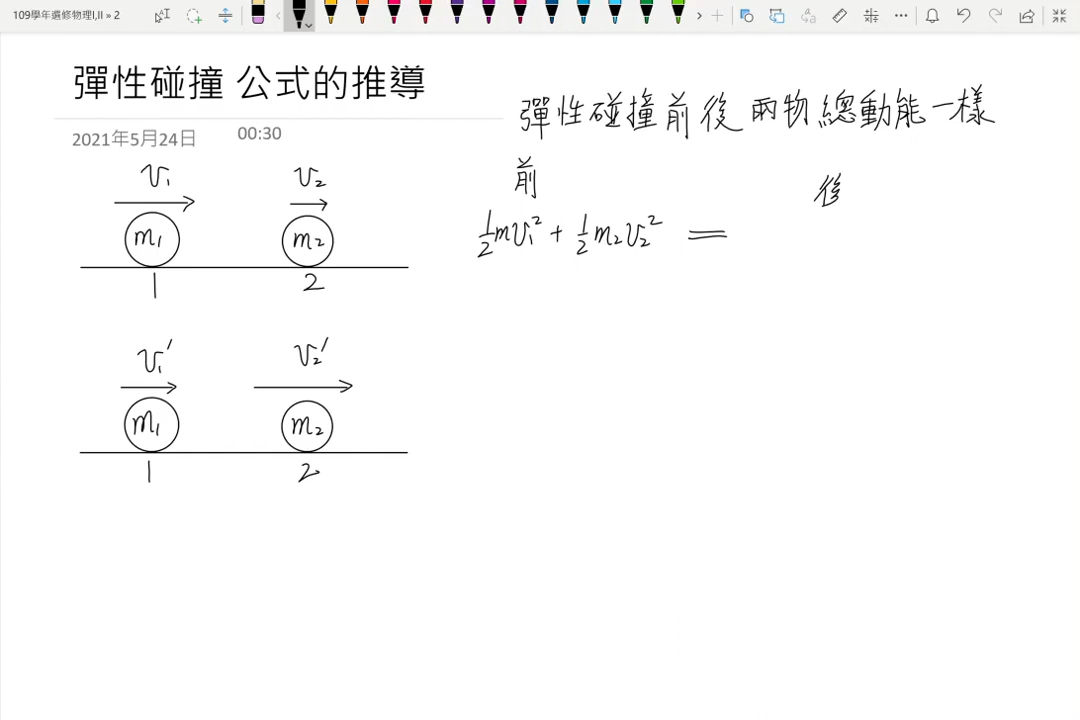 109學年選修物理I,II » 2
彈性碰撞 公式的推導
2021年5月24日 00:30
彈性碰撞前後兩物總動能一樣
前 後
½mv₁² + ½m₂v₂² =
v₁ v₂
m₁ m₂
1 2
v₁′ v₂′
m₁ m₂
1 2